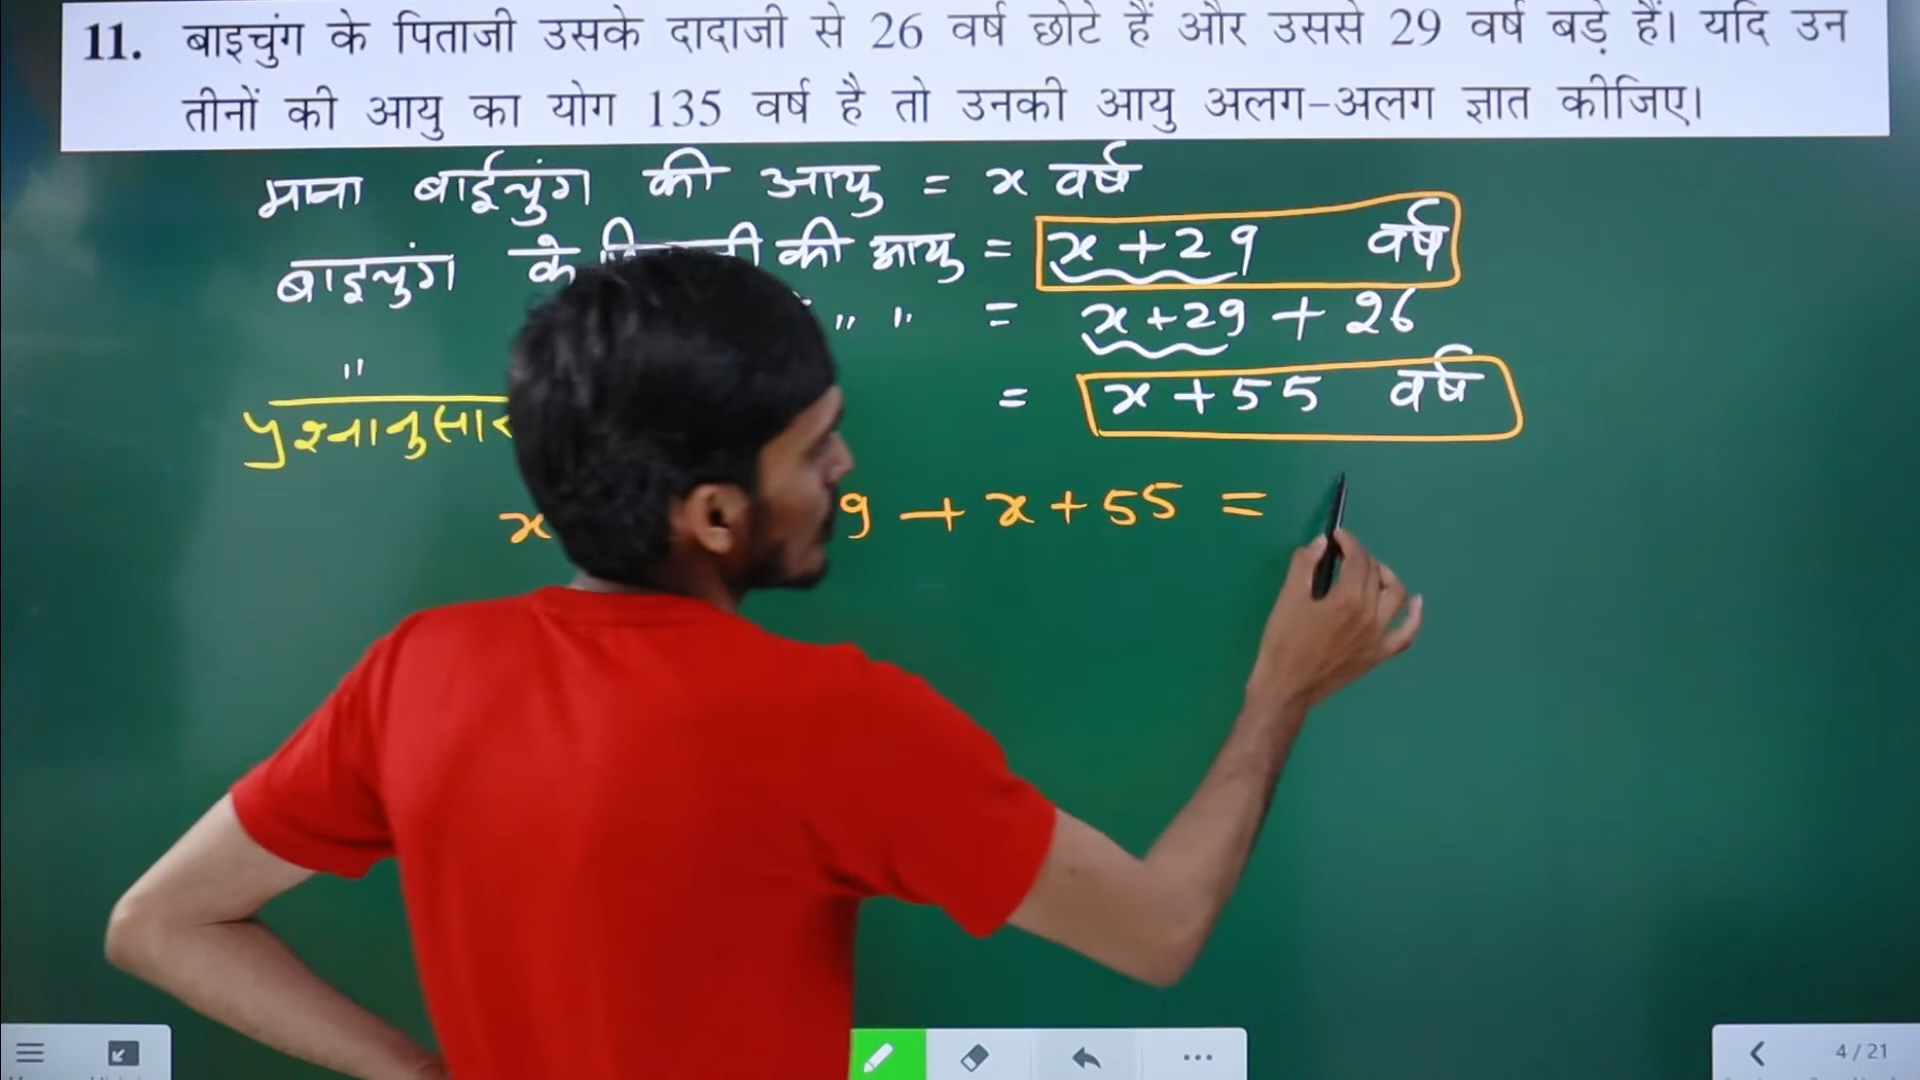 11. बाइचुंग के पिताजी उसके दादाजी से 26 वर्ष छोटे हैं और उससे 29 वर्ष बड़े हैं। यदि उन
तीनों की आयु का योग 135 वर्ष है तो उनकी आयु अलग-अलग ज्ञात कीजिए।
माना बाईचुंग की आयु = x वर्ष
बाइचुंग के की आयु = x + 29 वर्ष
" " " = x + 29 + 26
= x + 55 वर्ष
प्रश्नानुसार
x 9 + x + 55 =
4 / 21